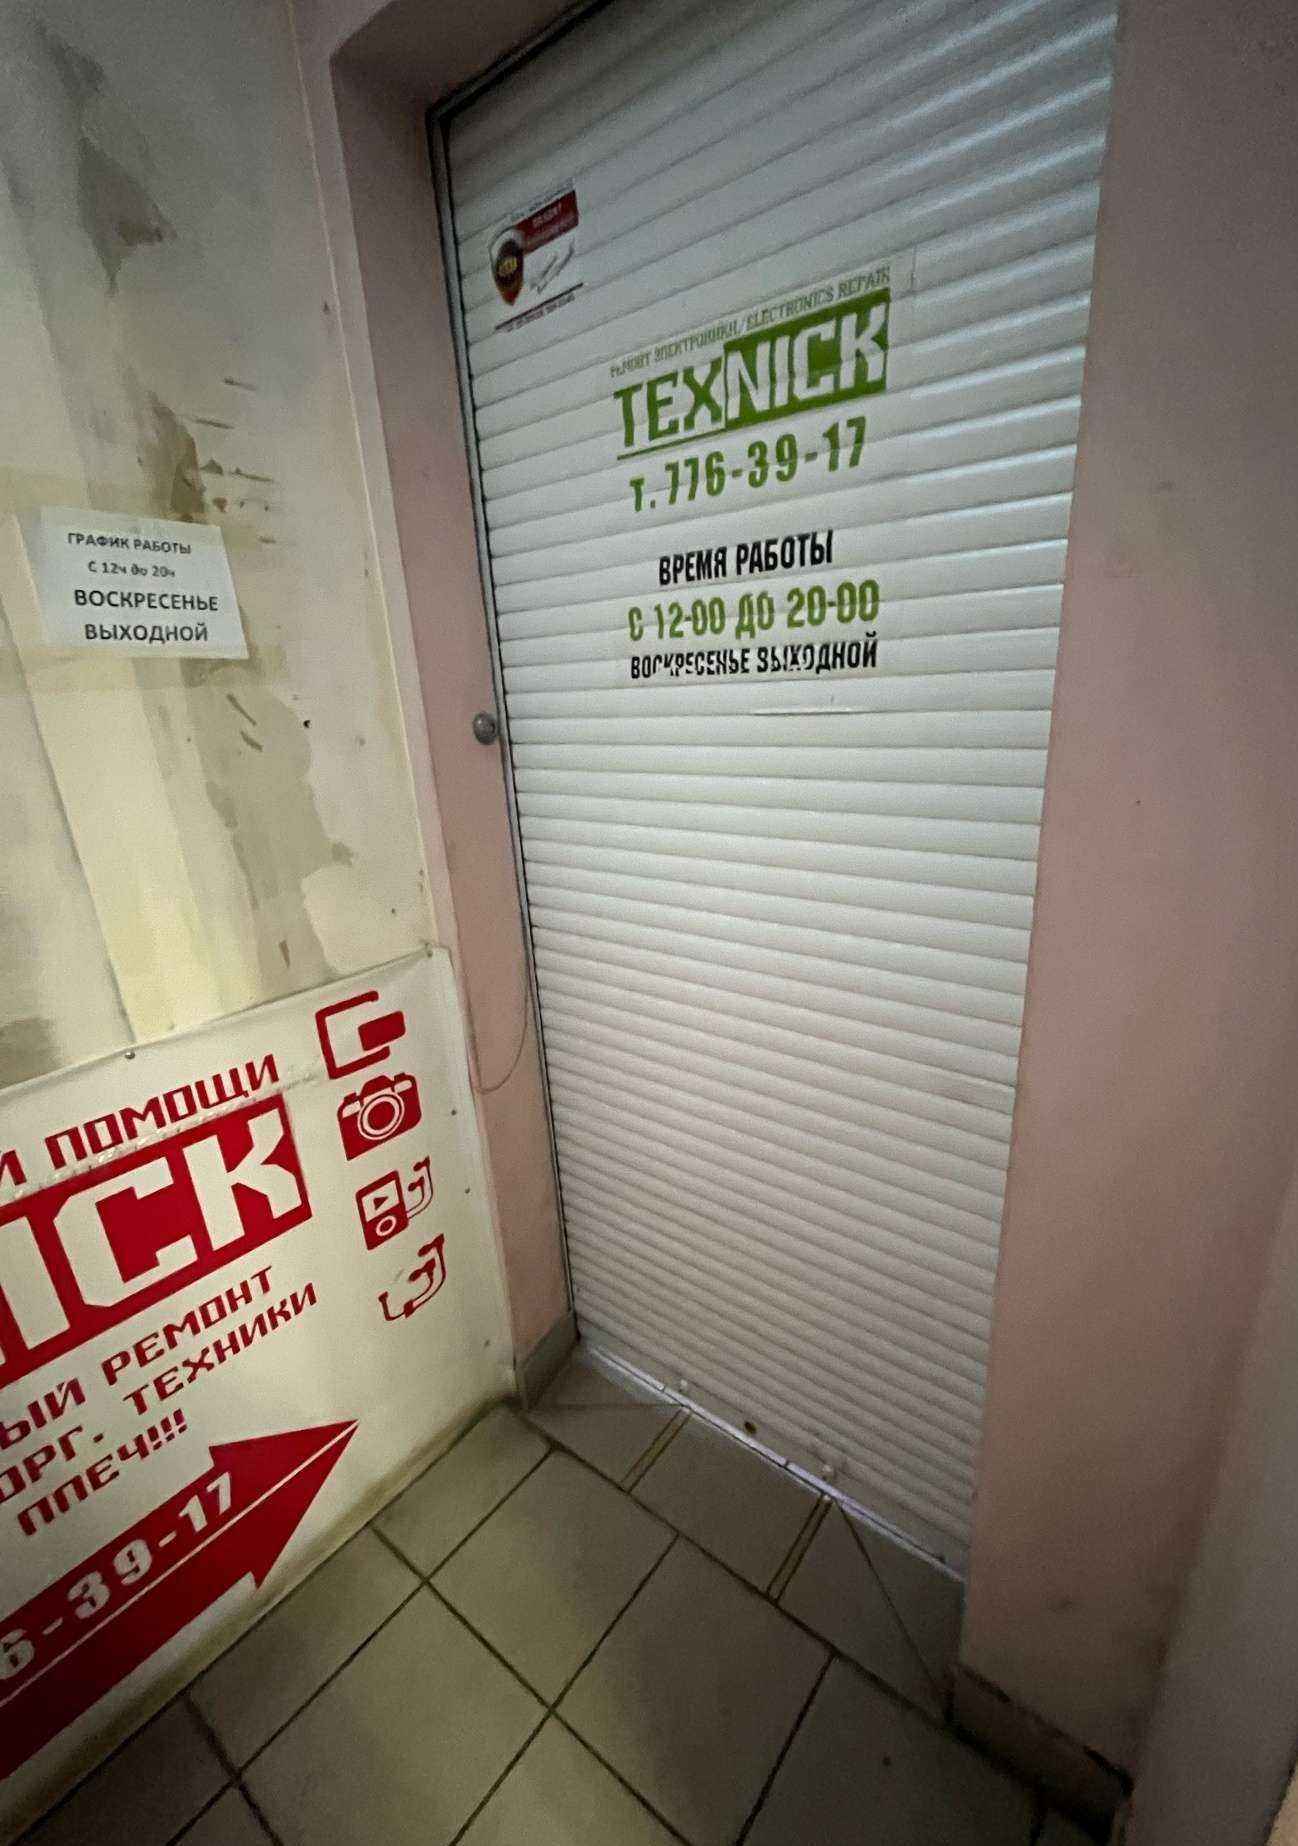 ГРАФИК РАБОТЫ
С 12ч до 20ч
ВОСКРЕСЕНЬЕ
ВЫХОДНОЙ
РЕМОНТ ЭЛЕКТРОНИКИ/ELECTRONICS REPAIR
TEXNICK
т. 776-39-17
ВРЕМЯ РАБОТЫ
С 12-00 ДО 20-00
ВОСКРЕСЕНЬЕ ВЫХОДНОЙ
Й ПОМОЩИ
ICK
ЫЙ РЕМОНТ
ОРГ. ТЕХНИКИ
ППЕЧ!!!
6-39-17